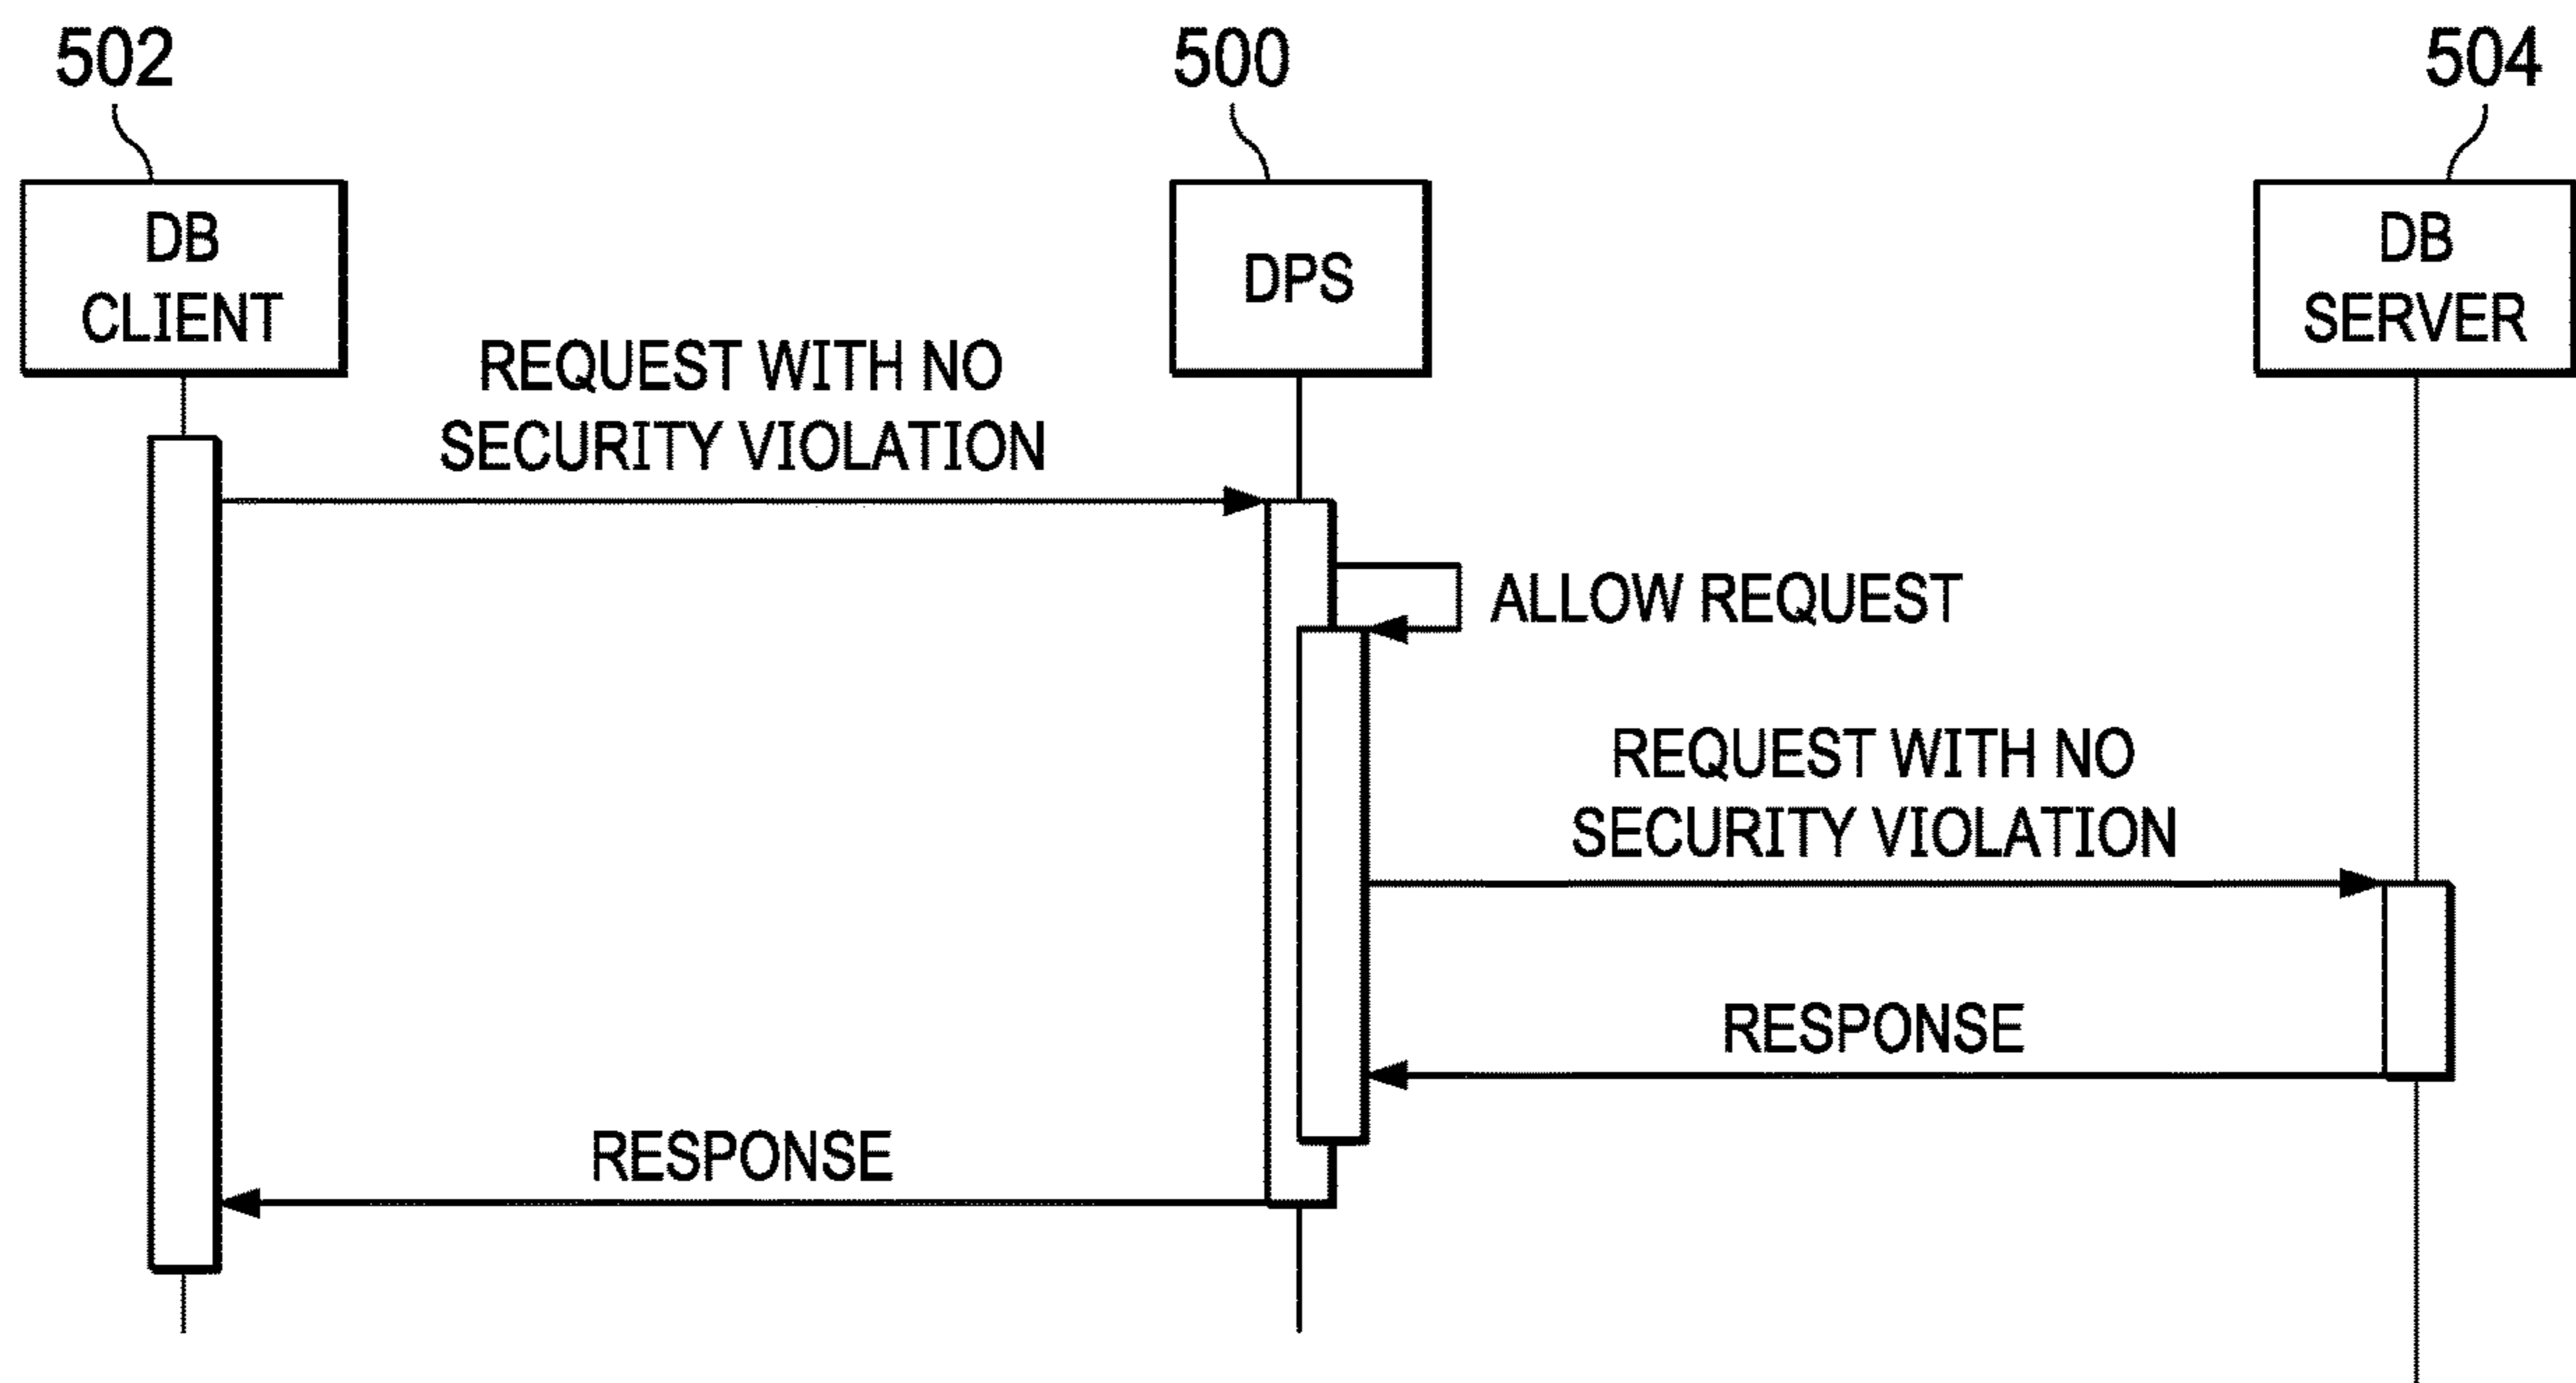 502
500
504
DB
CLIENT
DPS
DB
SERVER
REQUEST WITH NO
SECURITY VIOLATION
ALLOW REQUEST
REQUEST WITH NO
SECURITY VIOLATION
RESPONSE
RESPONSE